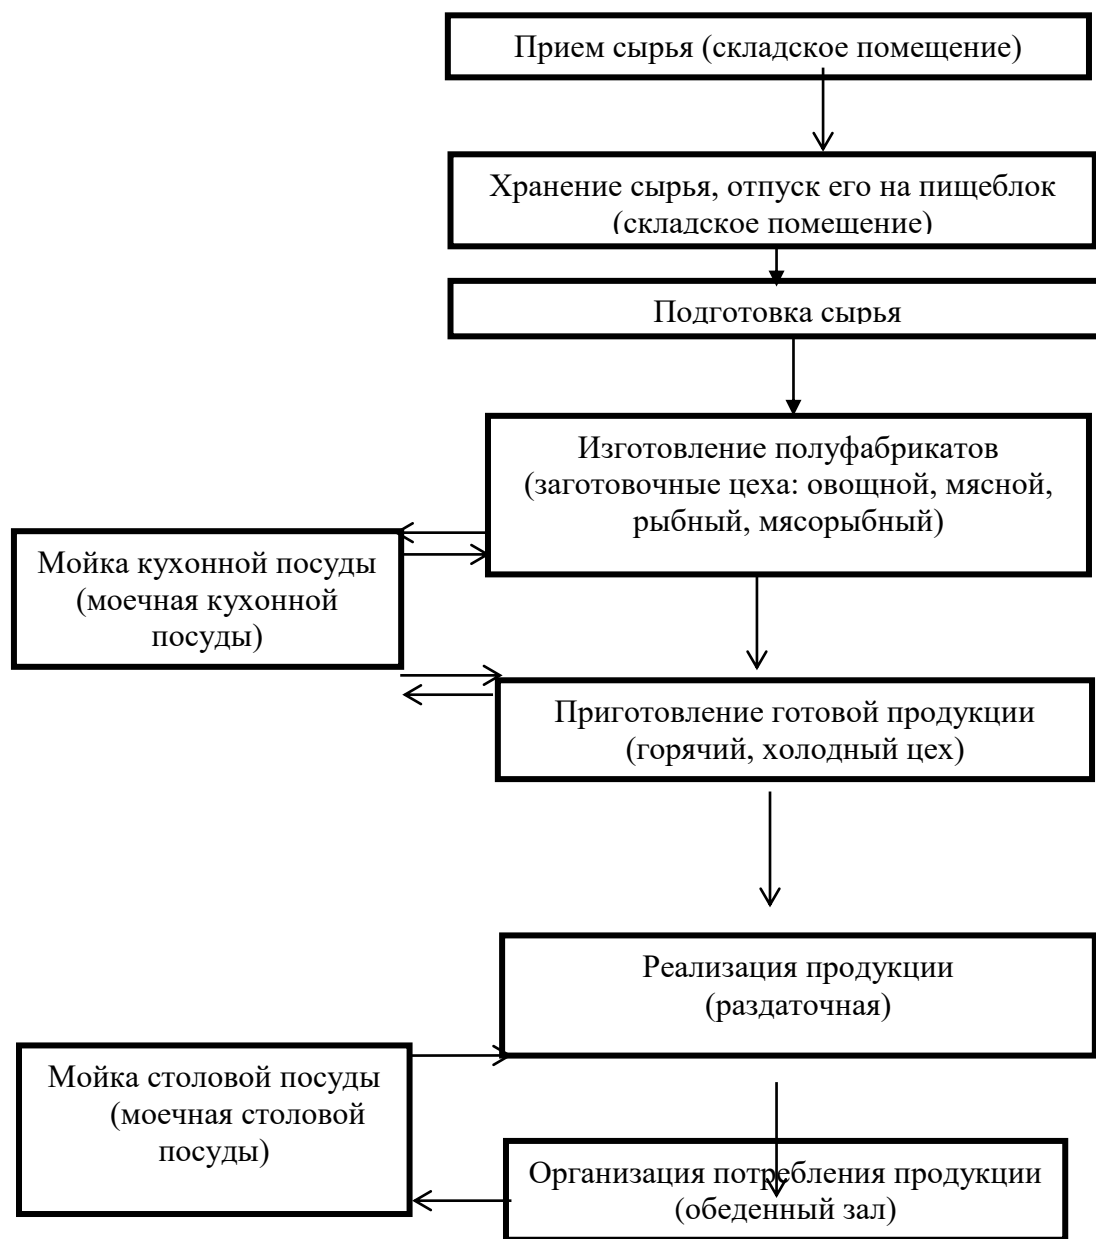 Прием сырья (складское помещение)
Хранение сырья, отпуск его на пищеблок
(складское помещение)
Подготовка сырья
Изготовление полуфабрикатов
(заготовочные цеха: овощной, мясной,
рыбный, мясорыбный)
Мойка кухонной посуды
(моечная кухонной
посуды)
Приготовление готовой продукции
(горячий, холодный цех)
Реализация продукции
(раздаточная)
Мойка столовой посуды
(моечная столовой
посуды)
Организация потребления продукции
(обеденный зал)